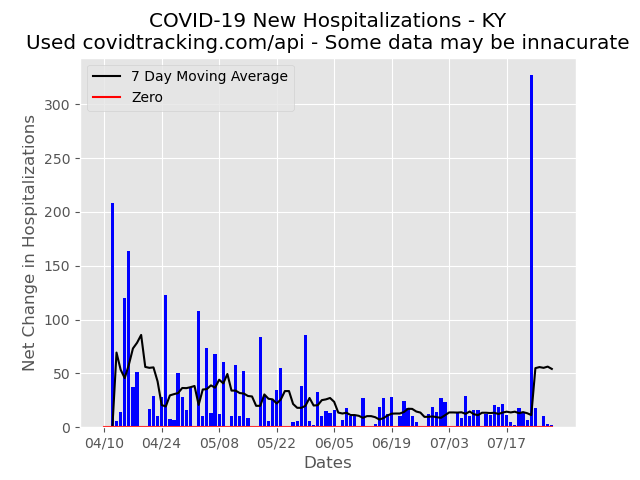 COVID-19 New Hospitalizations - KY
Used covidtracking.com/api - Some data may be innacurate
7 Day Moving Average
Zero
Net Change in Hospitalizations
300
250
200
150
100
50
0
04/10 04/24 05/08 05/22 06/05 06/19 07/03 07/17
Dates